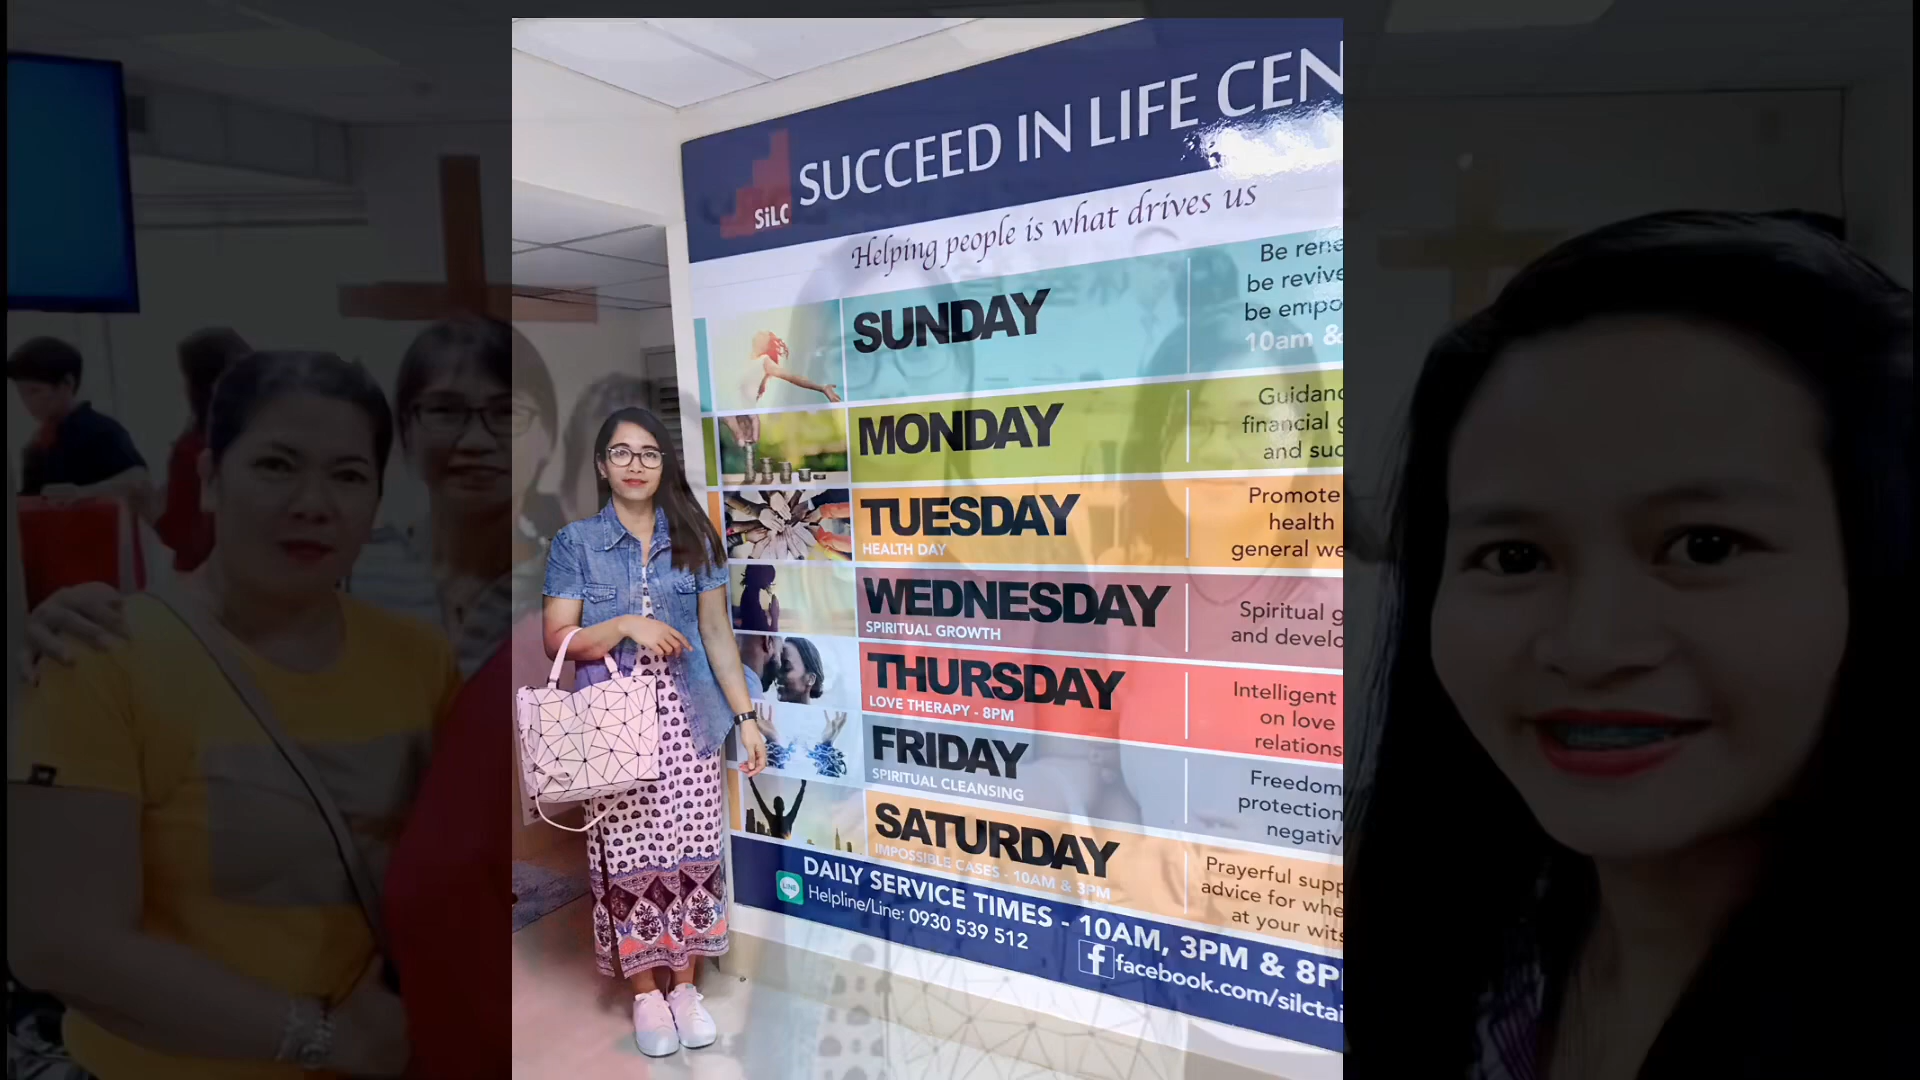 SUCCEED IN LIFE CEN
SiLC
Helping people is what drives us
SUNDAY
Be rene
be revive
be empo
10am &
MONDAY
Guidanc
financial g
and suc
TUESDAY
HEALTH DAY
Promote
health
general we
WEDNESDAY
SPIRITUAL GROWTH
Spiritual g
and develo
THURSDAY
LOVE THERAPY - 8PM
Intelligent
on love
relations
FRIDAY
SPIRITUAL CLEANSING
Freedom
protection
negativ
SATURDAY
IMPOSSIBLE CASES - 10AM & 3PM
Prayerful supp
advice for whe
at your wits
DAILY SERVICE TIMES - 10AM, 3PM & 8P
LINE
Helpline/Line: 0930 539 512
facebook.com/silctai